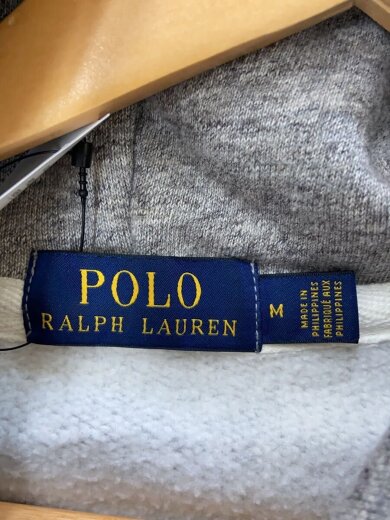 POLO
RALPH LAUREN
M
MADE IN
PHILIPPINES
FABRIQUÉ AUX
PHILIPPINES